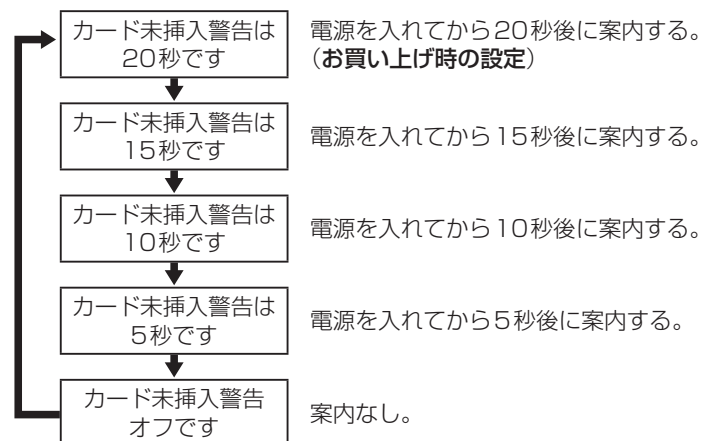 カード未挿入警告は
20秒です
電源を入れてから20秒後に案内する。
（お買い上げ時の設定）
カード未挿入警告は
15秒です
電源を入れてから15秒後に案内する。
カード未挿入警告は
10秒です
電源を入れてから10秒後に案内する。
カード未挿入警告は
5秒です
電源を入れてから5秒後に案内する。
カード未挿入警告
オフです
案内なし。